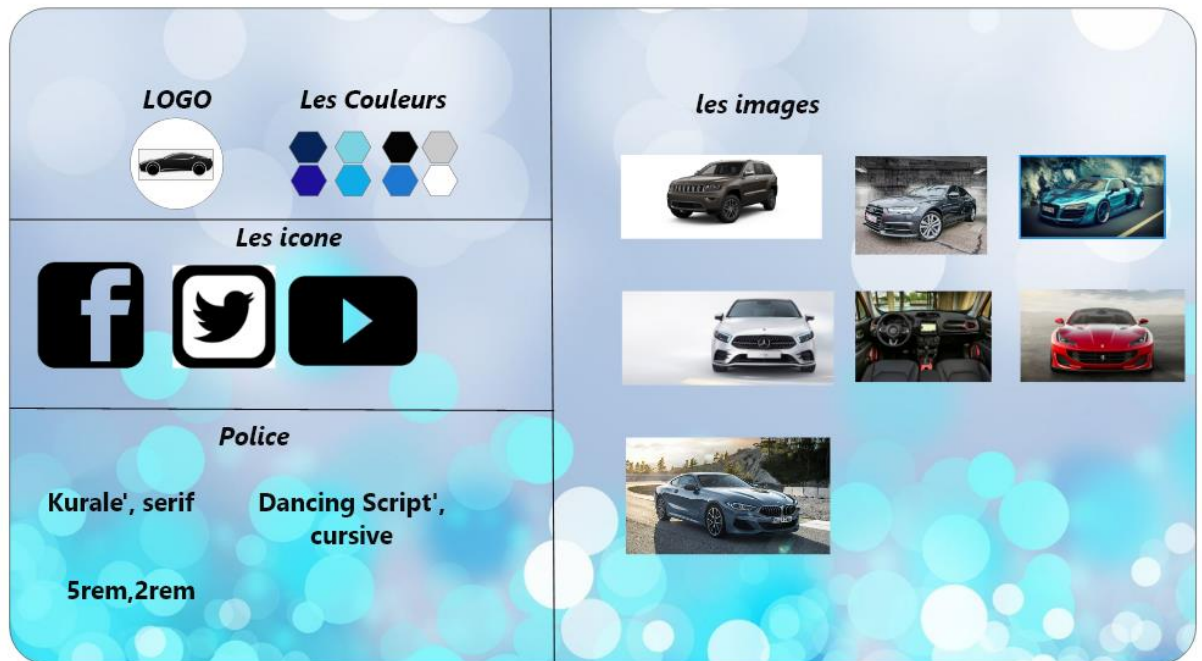 LOGO
Les Couleurs
les images
Les icone
Police
Kurale', serif
Dancing Script',
cursive
5rem,2rem